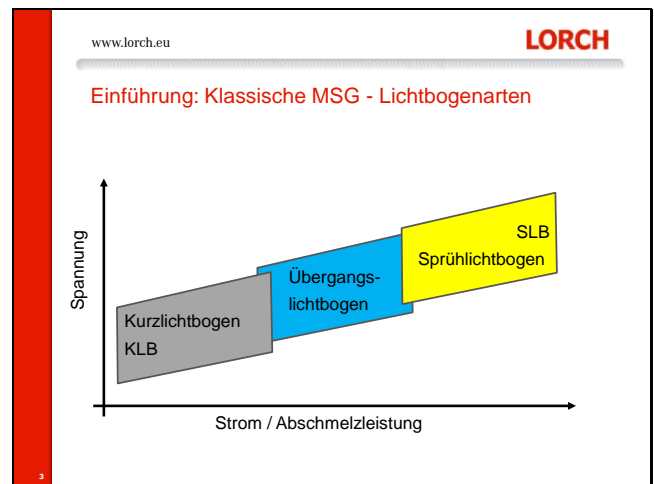 www.lorch.eu
LORCH
Einführung: Klassische MSG - Lichtbogenarten
Spannung
SLB
Sprühlichtbogen
Übergangs-
lichtbogen
Kurzlichtbogen
KLB
Strom / Abschmelzleistung
3